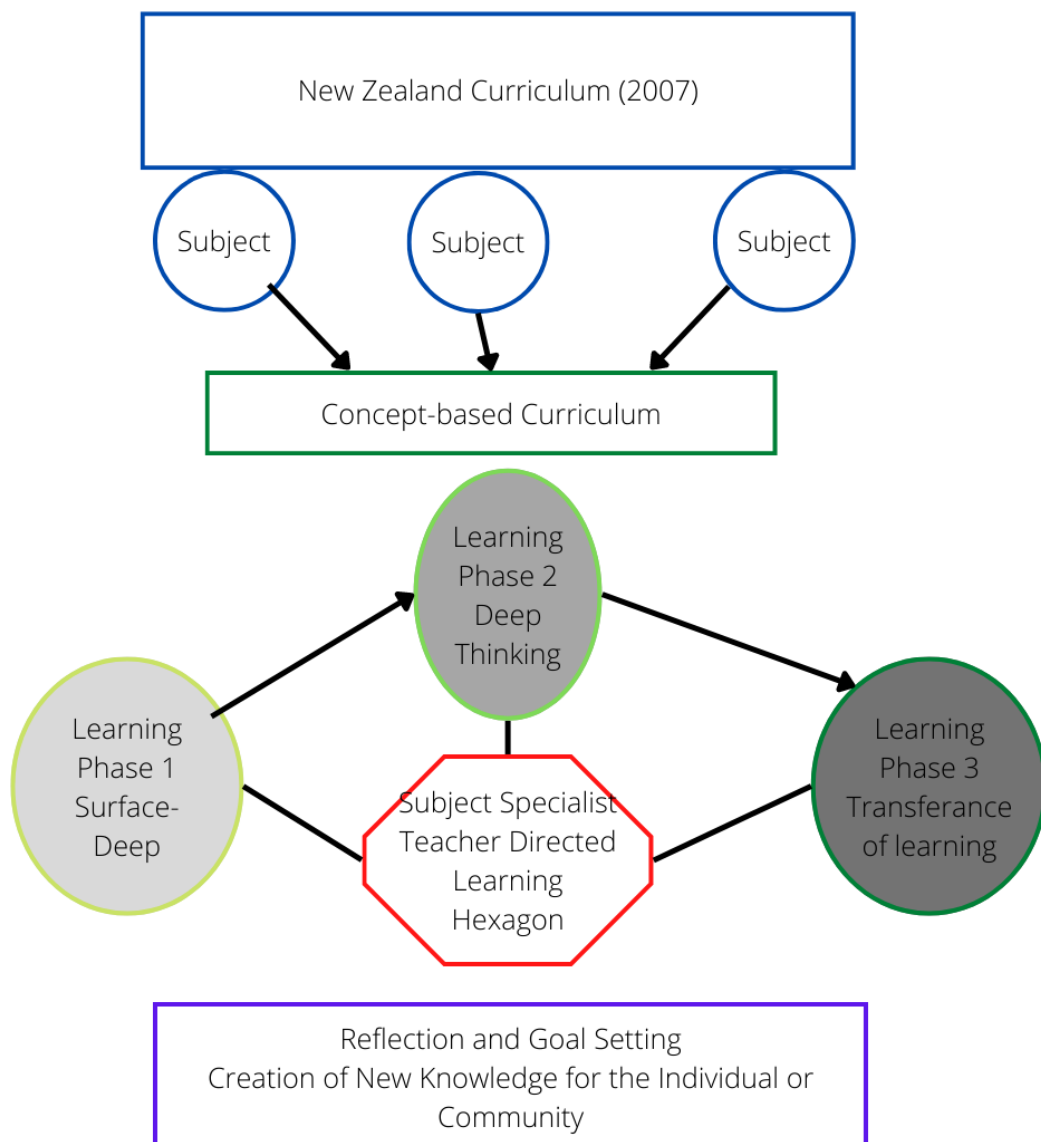 New Zealand Curriculum (2007)
Subject
Subject
Subject
Concept-based Curriculum
Learning
Phase 2
Deep
Thinking
Learning
Phase 1
Surface-
Deep
Learning
Phase 3
Transferance
of learning
Subject Specialist
Teacher Directed
Learning
Hexagon
Reflection and Goal Setting
Creation of New Knowledge for the Individual or
Community